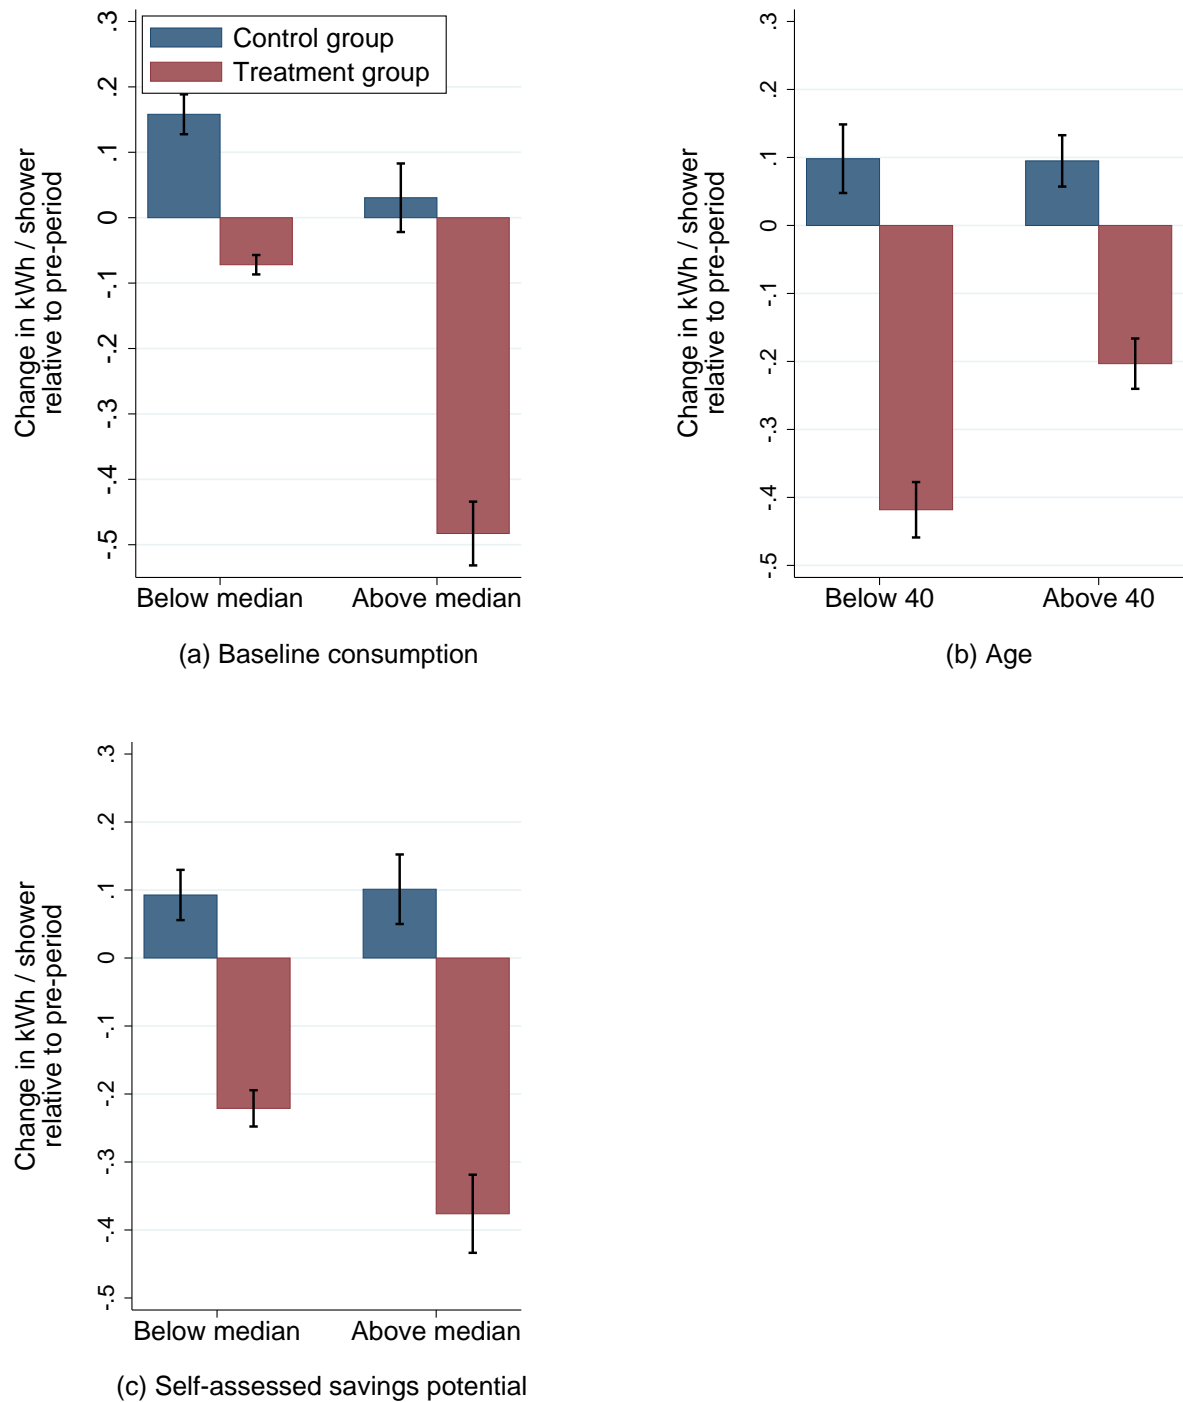 Control group
Treatment group
.3
.2
.1
0
-.1
-.2
-.3
-.4
-.5
Change in kWh / shower
relative to pre-period
Below median
Above median
(a) Baseline consumption
.3
.2
.1
0
-.1
-.2
-.3
-.4
-.5
Change in kWh / shower
relative to pre-period
Below 40
Above 40
(b) Age
.3
.2
.1
0
-.1
-.2
-.3
-.4
-.5
Change in kWh / shower
relative to pre-period
Below median
Above median
(c) Self-assessed savings potential